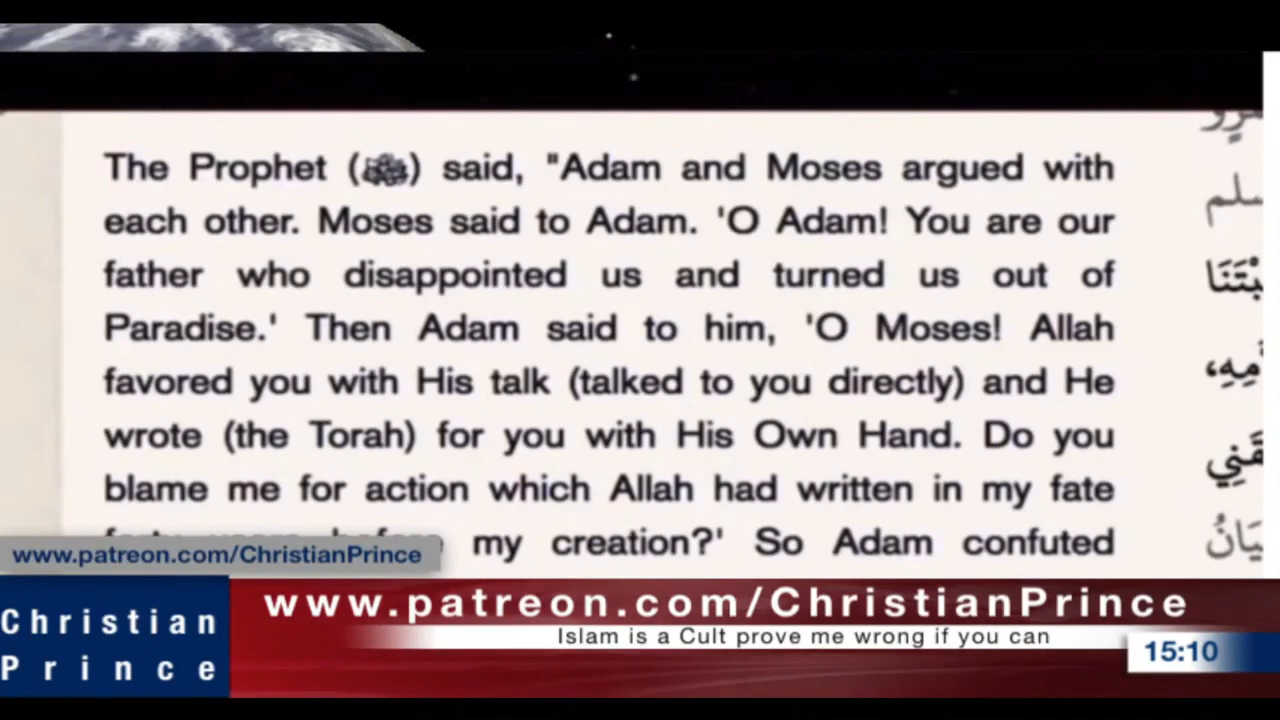 The Prophet (ﷺ) said, "Adam and Moses argued with
each other. Moses said to Adam. 'O Adam! You are our
father who disappointed us and turned us out of
Paradise.' Then Adam said to him, 'O Moses! Allah
favored you with His talk (talked to you directly) and He
wrote (the Torah) for you with His Own Hand. Do you
blame me for action which Allah had written in my fate
forty years before my creation?' So Adam confuted
www.patreon.com/ChristianPrince
www.patreon.com/ChristianPrince
Islam is a Cult prove me wrong if you can
Christian
Prince
15:10